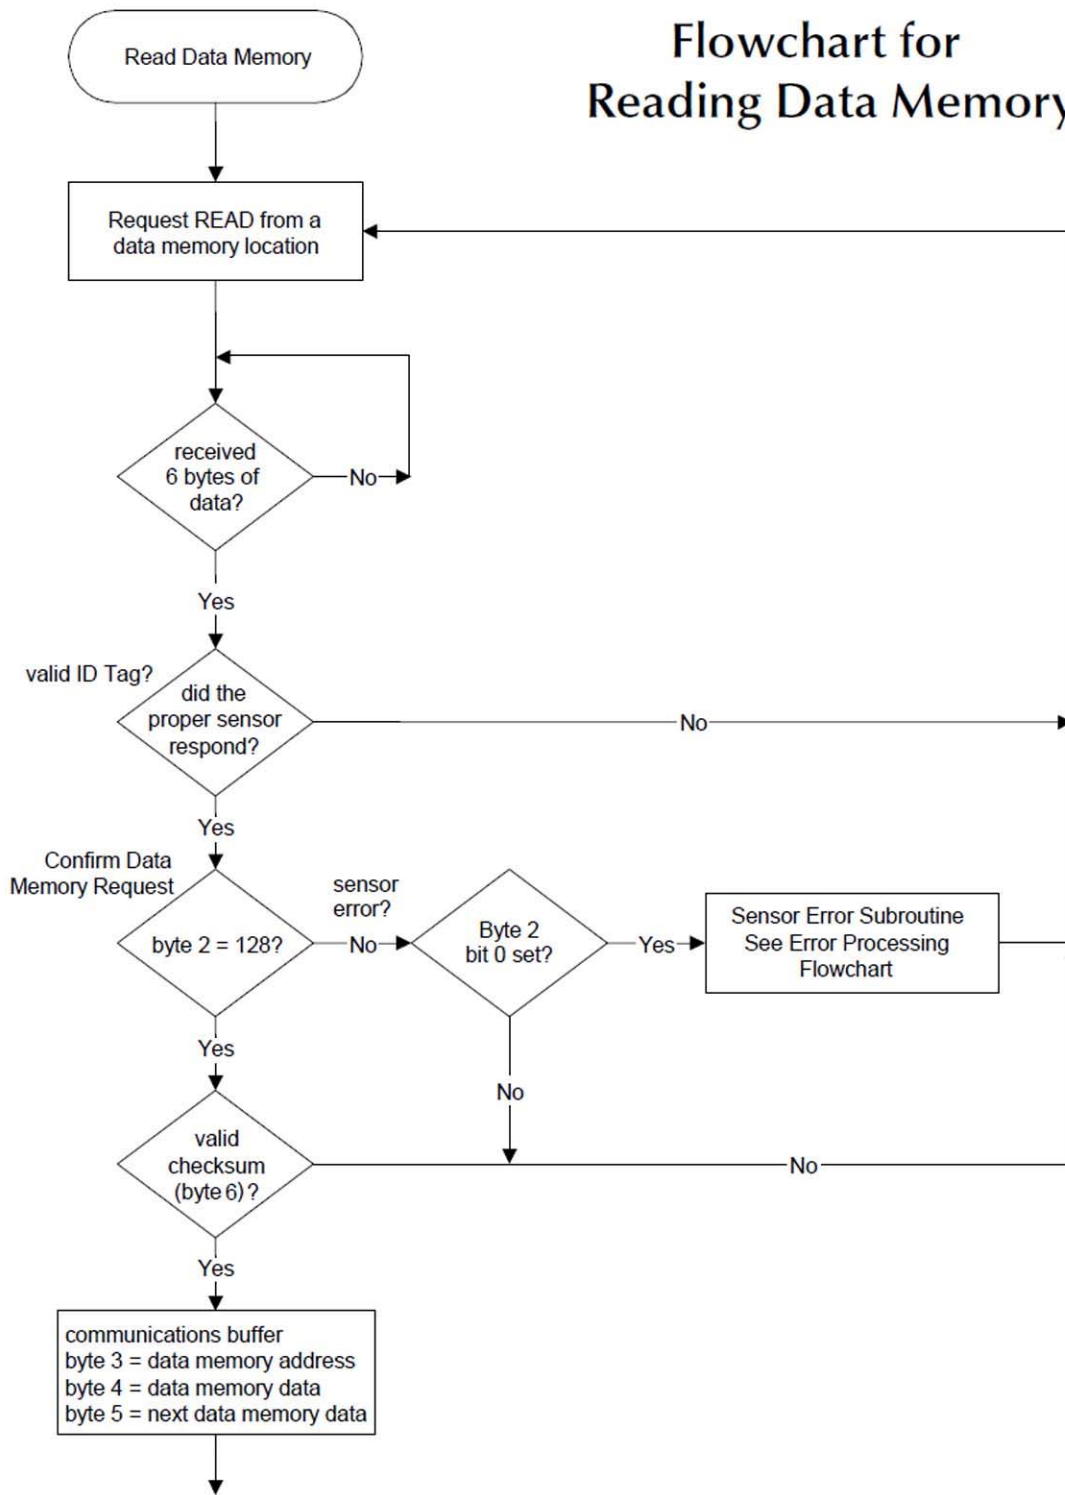 Flowchart for
Reading Data Memory
Read Data Memory
Request READ from a
data memory location
received
6 bytes of
data?
No
Yes
valid ID Tag?
did the
proper sensor
respond?
No
Yes
Confirm Data
Memory Request
byte 2 = 128?
sensor
error?
No
Byte 2
bit 0 set?
Yes
Sensor Error Subroutine
See Error Processing
Flowchart
Yes
No
valid
checksum
(byte 6)?
No
Yes
communications buffer
byte 3 = data memory address
byte 4 = data memory data
byte 5 = next data memory data